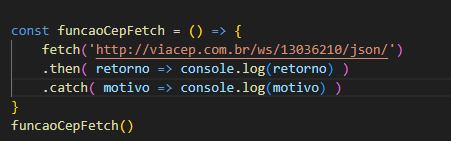 const funcaoCepFetch = () => {
fetch('http://viacep.com.br/ws/13036210/json/')
.then( retorno => console.log(retorno) )
.catch( motivo => console.log(motivo) )
}
funcaoCepFetch()